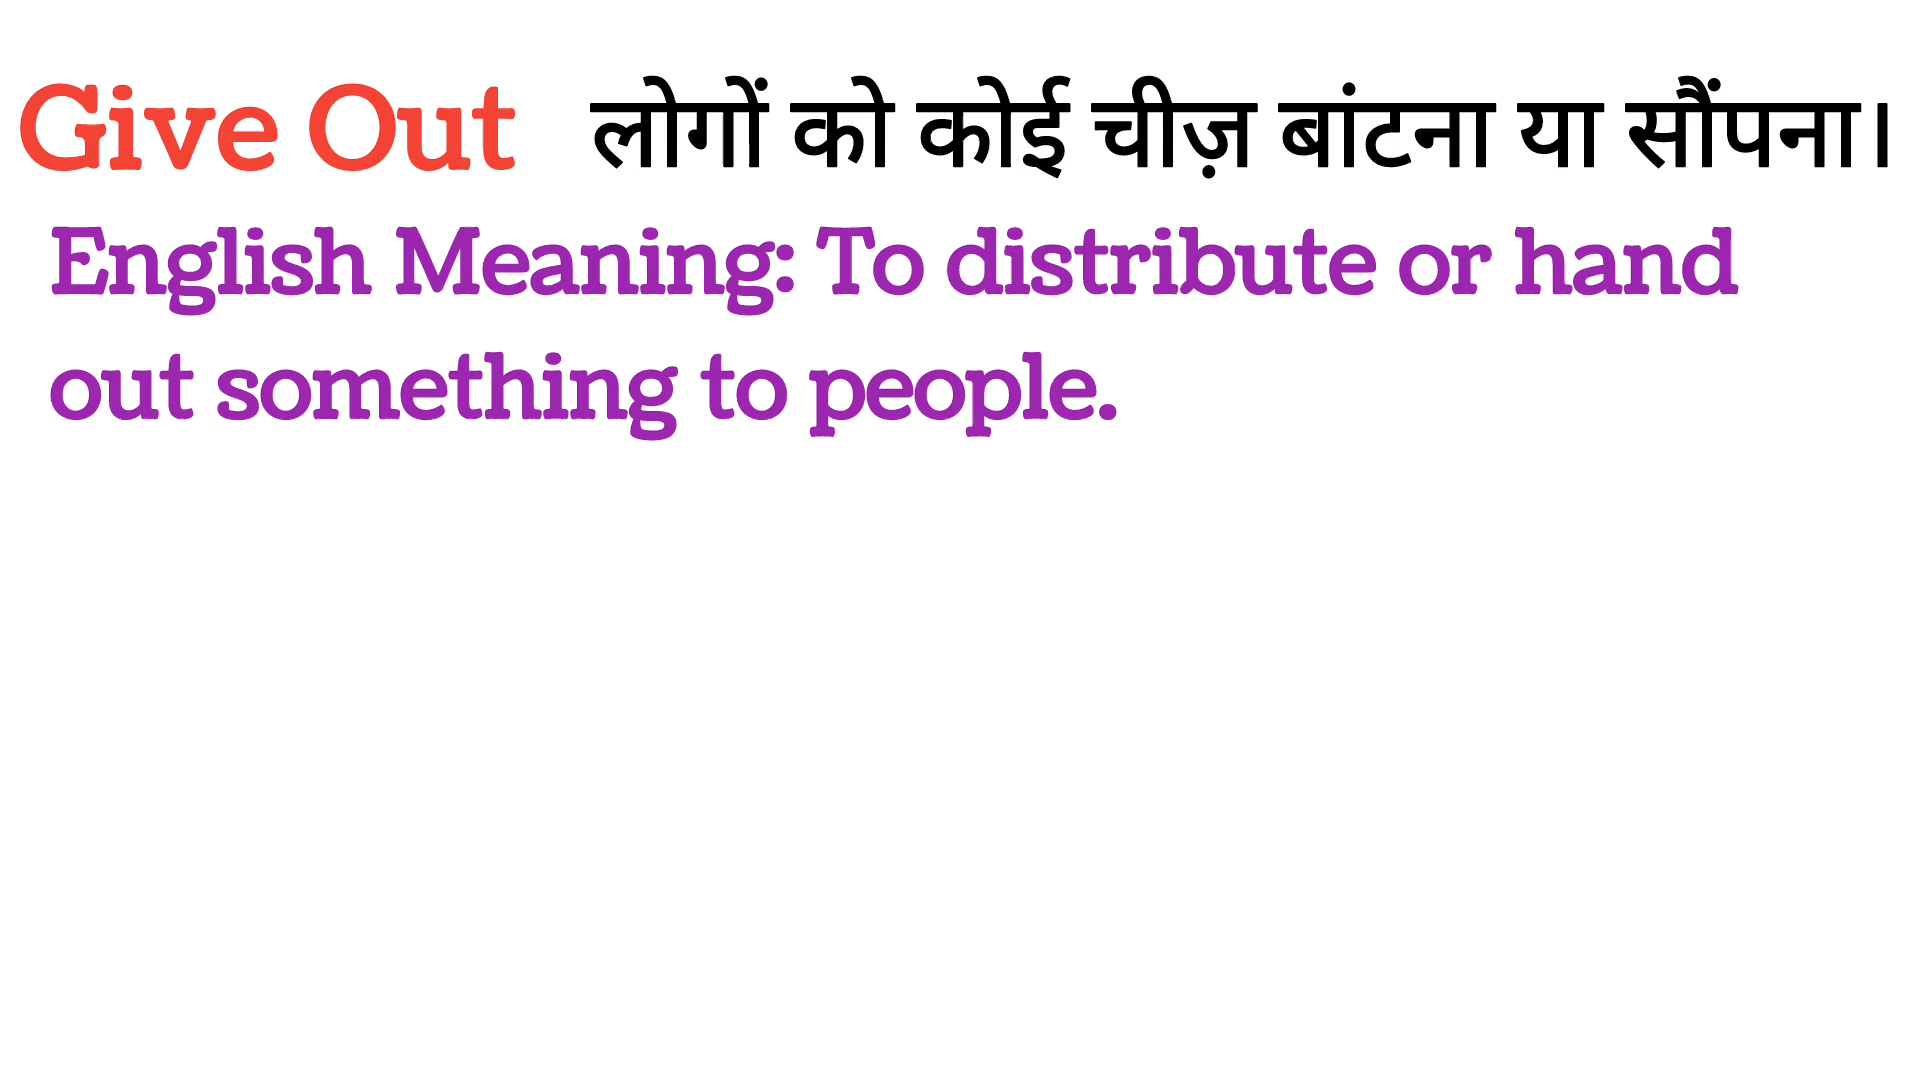 Give Out लोगों को कोई चीज़ बांटना या सौंपना।
English Meaning: To distribute or hand
out something to people.